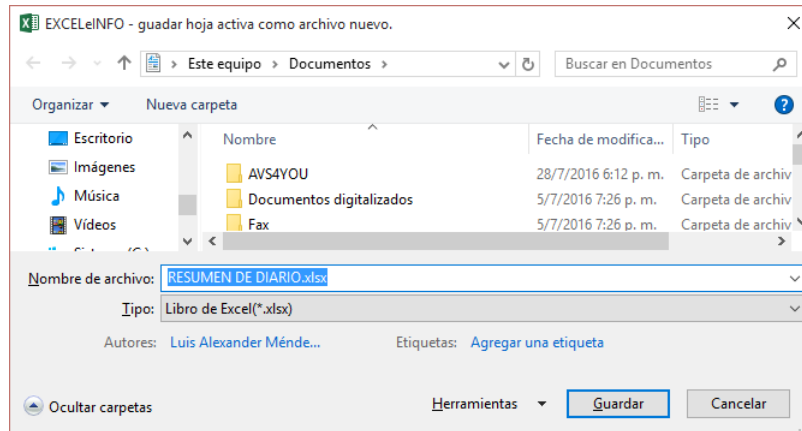 EXCELeINFO - guadar hoja activa como archivo nuevo.
Este equipo > Documentos >
Buscar en Documentos
Organizar
Nueva carpeta
Escritorio
Imágenes
Música
Vídeos
Nombre
Fecha de modifica...
Tipo
AVS4YOU
28/7/2016 6:12 p. m.
Carpeta de archiv
Documentos digitalizados
5/7/2016 7:26 p. m.
Carpeta de archiv
Fax
5/7/2016 7:26 p. m.
Carpeta de archiv
Nombre de archivo: RESUMEN DE DIARIO.xlsx
Tipo: Libro de Excel(*.xlsx)
Autores: Luis Alexander Ménde...
Etiquetas: Agregar una etiqueta
Ocultar carpetas
Herramientas
Guardar
Cancelar